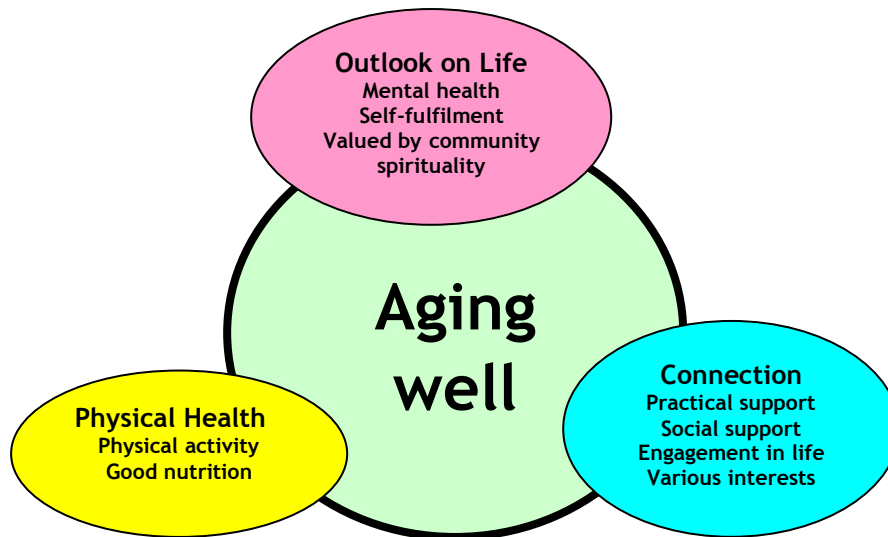 Outlook on Life
Mental health
Self-fulfilment
Valued by community
spirituality
Aging
well
Physical Health
Physical activity
Good nutrition
Connection
Practical support
Social support
Engagement in life
Various interests